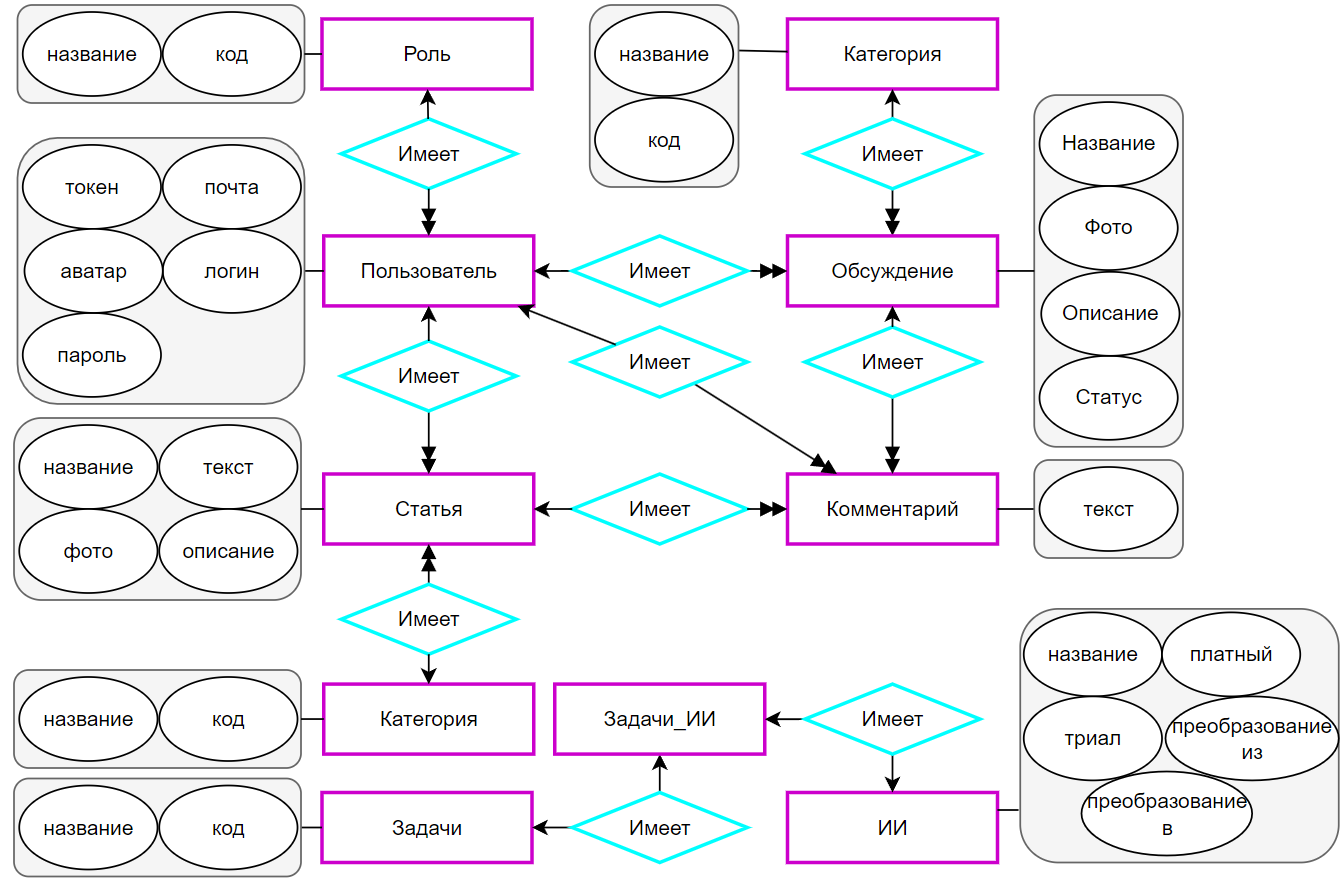 название
код
Роль
название
код
Категория
Имеет
Имеет
токен
почта
аватар
логин
пароль
Пользователь
Имеет
Обсуждение
Название
Фото
Описание
Статус
Имеет
Имеет
Имеет
название
текст
фото
описание
Статья
Имеет
Комментарий
текст
Имеет
название
код
Категория
Задачи_ИИ
Имеет
название
платный
триал
преобразование
из
преобразование
в
название
код
Задачи
Имеет
ИИ